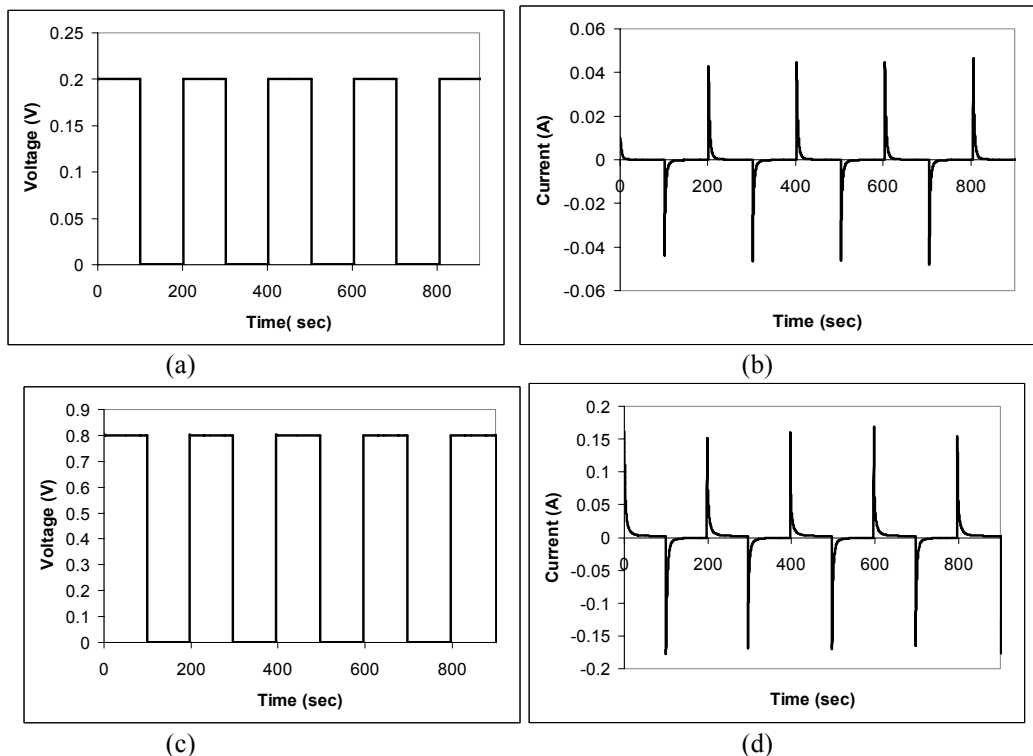 0.25
0.2
0.15
0.1
0.05
0
Voltage (V)
0 200 400 600 800
Time( sec)
(a)
0.06
0.04
0.02
0
-0.02
-0.04
-0.06
Current (A)
0 200 400 600 800
Time (sec)
(b)
0.9
0.8
0.7
0.6
0.5
0.4
0.3
0.2
0.1
0
Voltage (V)
0 200 400 600 800
Time (sec)
(c)
0.2
0.15
0.1
0.05
0
-0.05
-0.1
-0.15
-0.2
Current (A)
0 200 400 600 800
Time (sec)
(d)